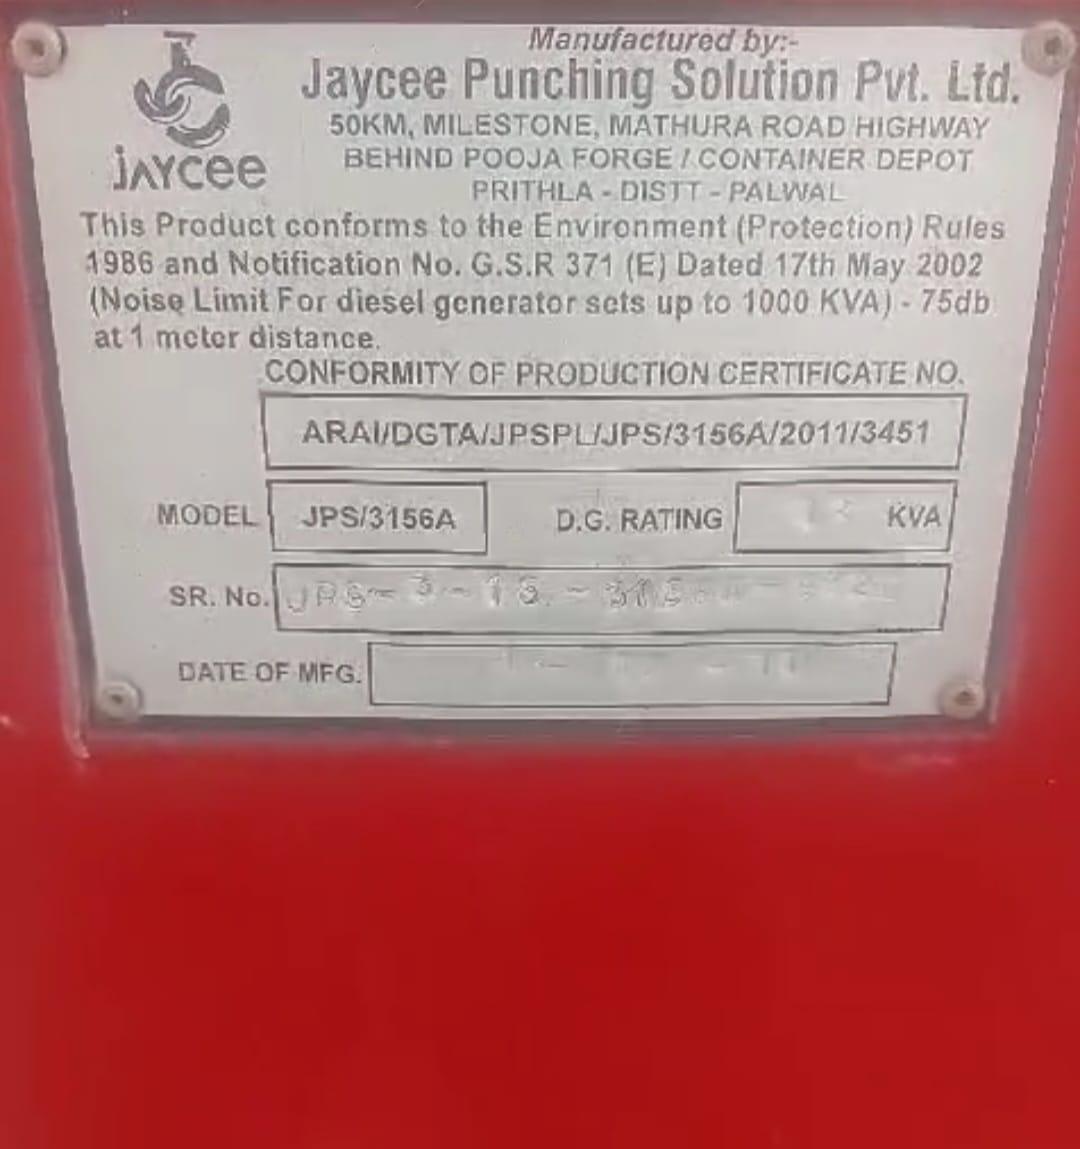 Manufactured by:-
Jaycee Punching Solution Pvt. Ltd.
50KM, MILESTONE, MATHURA ROAD HIGHWAY
BEHIND POOJA FORGE / CONTAINER DEPOT
PRITHLA - DISTT - PALWAL
jaycee
This Product conforms to the Environment (Protection) Rules
1986 and Notification No. G.S.R 371 (E) Dated 17th May 2002
(Noise Limit For diesel generator sets up to 1000 KVA) - 75db
at 1 meter distance.
CONFORMITY OF PRODUCTION CERTIFICATE NO.
ARAI/DGTA/JPSPL/JPS/3156A/2011/3451
MODEL JPS/3156A D.G. RATING KVA
SR. No.
DATE OF MFG.